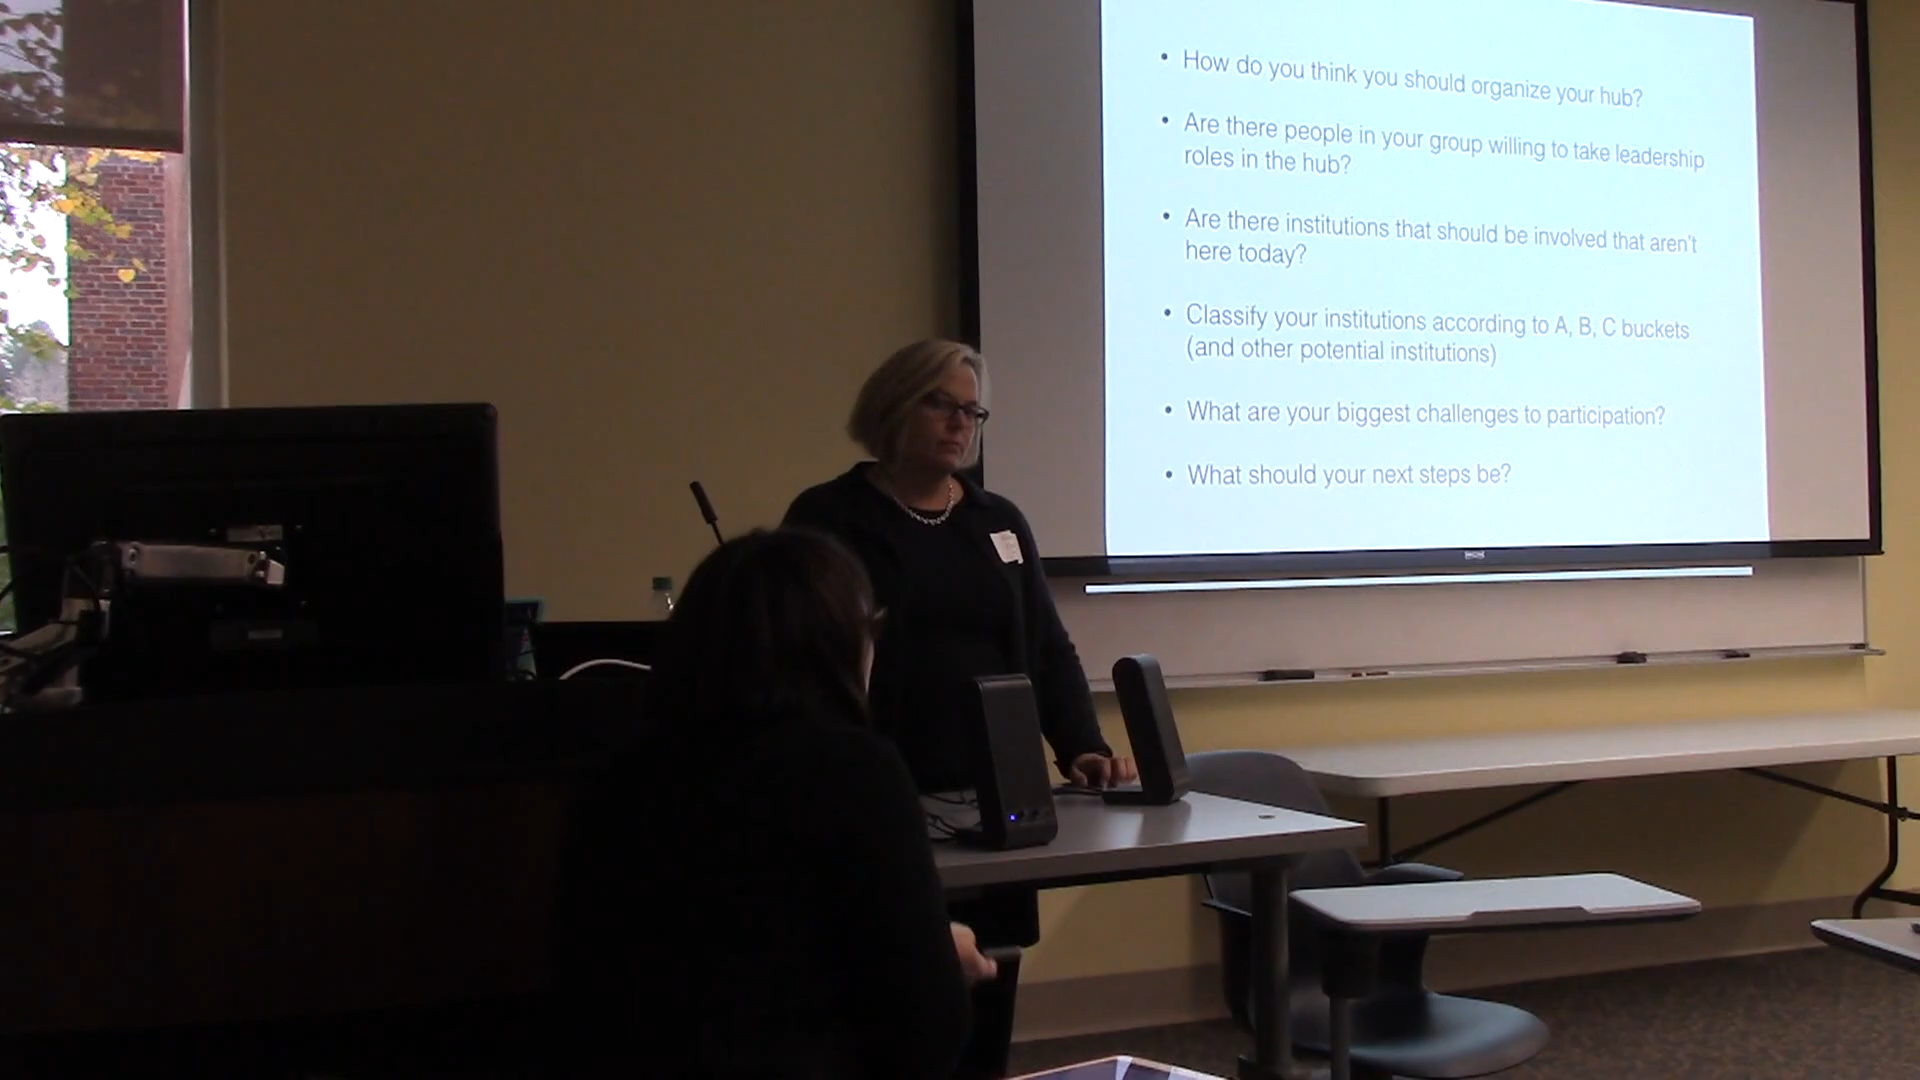 • How do you think you should organize your hub?
• Are there people in your group willing to take leadership
roles in the hub?
• Are there institutions that should be involved that aren't
here today?
• Classify your institutions according to A, B, C buckets
(and other potential institutions)
• What are your biggest challenges to participation?
• What should your next steps be?